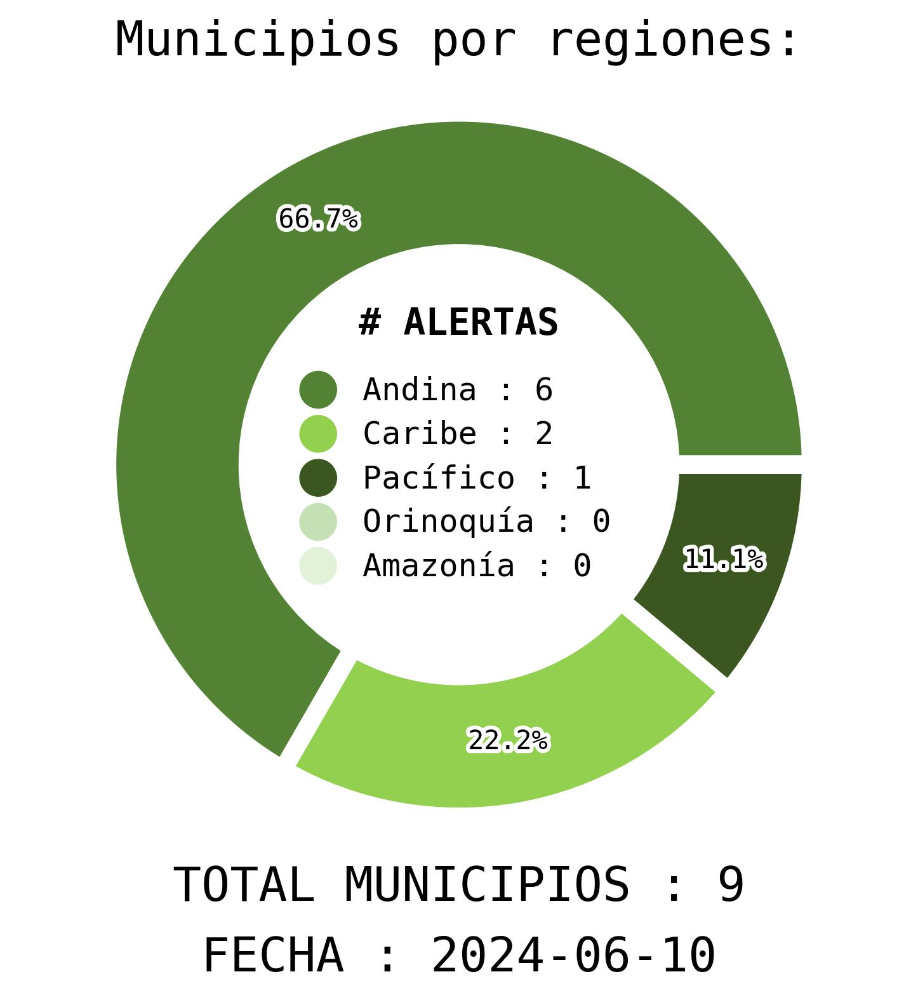 Municipios por regiones:
66.7%
# ALERTAS
Andina : 6
Caribe : 2
Pacífico : 1
Orinoquía : 0
Amazonía : 0
11.1%
22.2%
TOTAL MUNICIPIOS : 9
FECHA : 2024-06-10